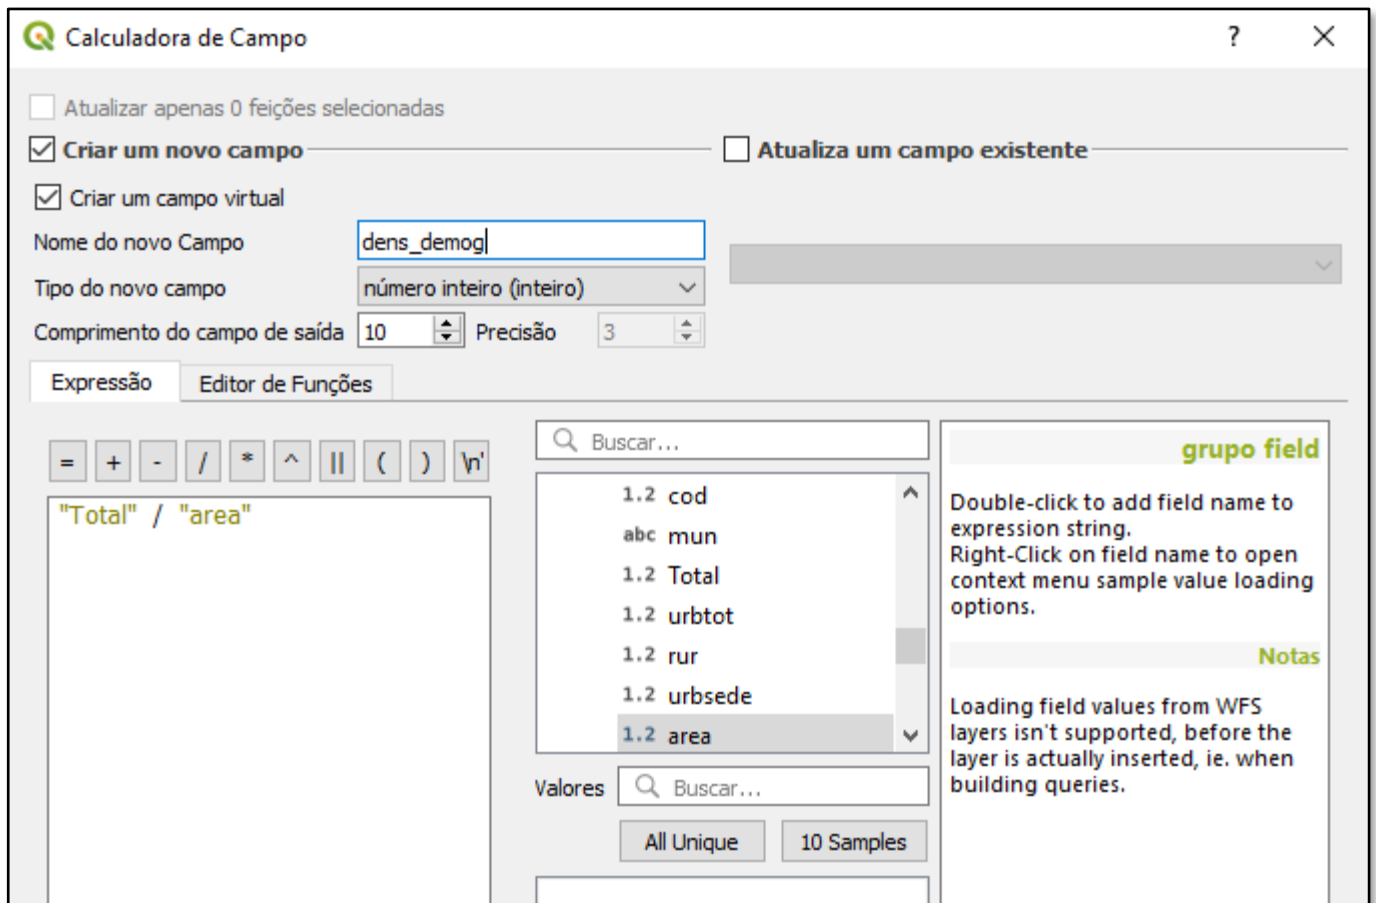 Calculadora de Campo
?
Atualizar apenas 0 feições selecionadas
Criar um novo campo
Atualiza um campo existente
Criar um campo virtual
Nome do novo Campo
dens_demog
Tipo do novo campo
número inteiro (inteiro)
Comprimento do campo de saída
10
Precisão
3
Expressão
Editor de Funções
= + - / * ^ || ( ) \n'
"Total" / "area"
Buscar...
1.2 cod
abc mun
1.2 Total
1.2 urbtot
1.2 rur
1.2 urbsede
1.2 area
Valores
Buscar...
All Unique
10 Samples
grupo field
Double-click to add field name to
expression string.
Right-Click on field name to open
context menu sample value loading
options.
Notas
Loading field values from WFS
layers isn't supported, before the
layer is actually inserted, ie. when
building queries.